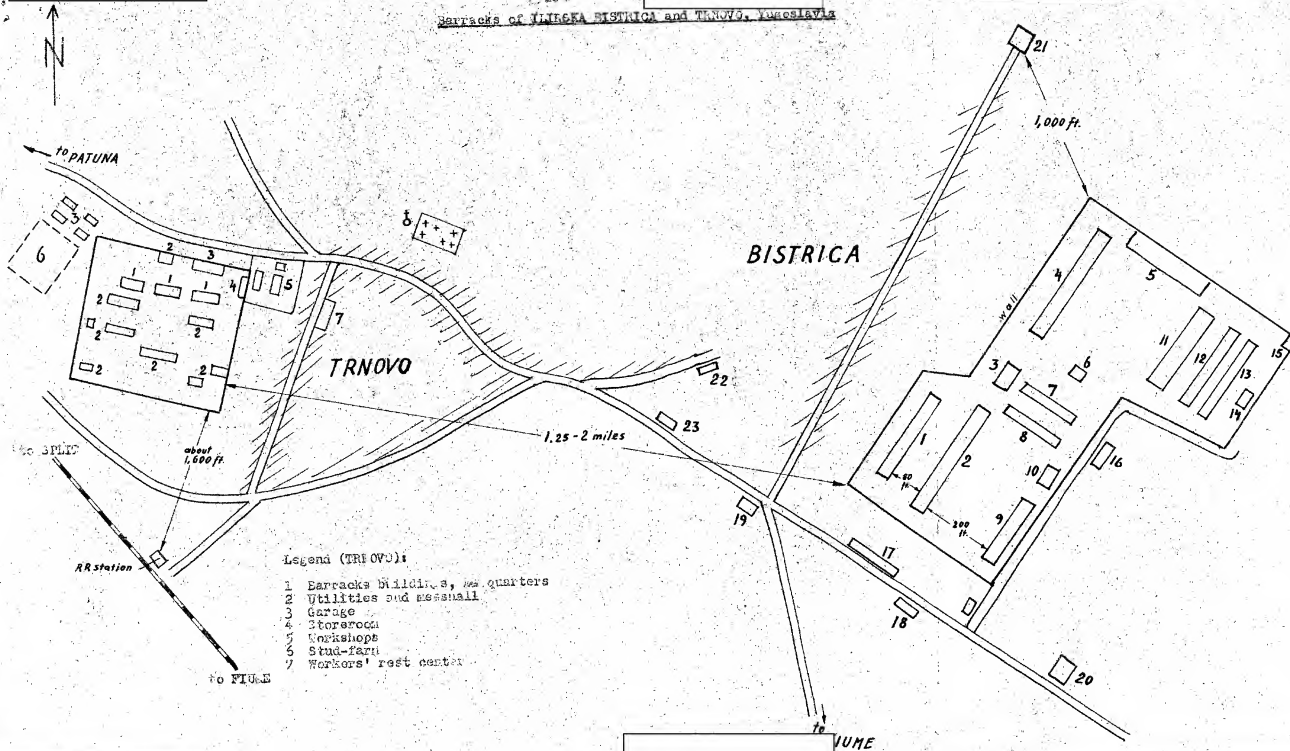 Barracks of ILIRSKA BISTRICA and TRNOVO, Yugoslavia
N
21
1,000 ft.
to PATUNA
BISTRICA
TRNOVO
3
6
2
3
1
1
1
4
5
2
2
2
2
2
2
2
7
22
23
1.25 - 2 miles
about
1,600 ft.
to SPLIT
RR station
to FIUME
wall
4
5
3
6
7
8
1
2
60
ft.
200
ft.
9
10
11
12
13
14
15
16
17
18
19
20
Legend (TRNOVO):
1 Barracks buildings, quarters
2 Utilities and messhall
3 Garage
4 Storeroom
5 Workshops
6 Stud-farm
7 Workers' rest center
to
IUME